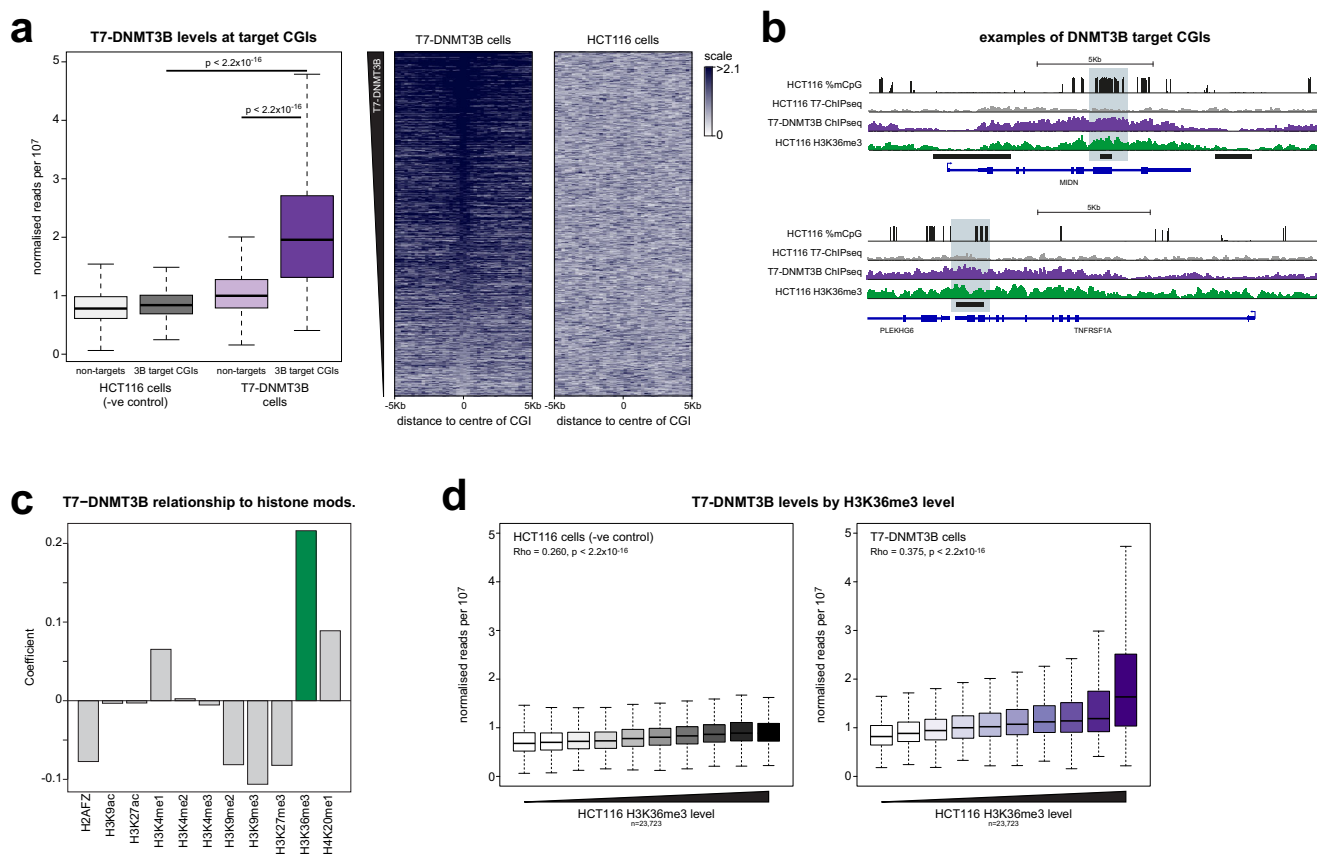 a
T7-DNMT3B levels at target CGIs
normalised reads per 10⁷
5
4
3
2
1
0
p < 2.2x10⁻¹⁶
p < 2.2x10⁻¹⁶
non-targets
3B target CGIs
non-targets
3B target CGIs
HCT116 cells
(-ve control)
T7-DNMT3B
cells
T7-DNMT3B
T7-DNMT3B cells
HCT116 cells
scale
>2.1
0
-5Kb
0
5Kb
-5Kb
0
5Kb
distance to centre of CGI
distance to centre of CGI
b
examples of DNMT3B target CGIs
5Kb
HCT116 %mCpG
HCT116 T7-ChIPseq
T7-DNMT3B ChIPseq
HCT116 H3K36me3
MIDN
5Kb
HCT116 %mCpG
HCT116 T7-ChIPseq
T7-DNMT3B ChIPseq
HCT116 H3K36me3
PLEKHG6
TNFRSF1A
c
T7−DNMT3B relationship to histone mods.
Coefficient
0.2
0.1
0
-0.1
H2AFZ
H3K9ac
H3K27ac
H3K4me1
H3K4me2
H3K4me3
H3K9me2
H3K9me3
H3K27me3
H3K36me3
H4K20me1
d
T7-DNMT3B levels by H3K36me3 level
normalised reads per 10⁷
5
4
3
2
1
0
HCT116 cells (-ve control)
Rho = 0.260, p < 2.2x10⁻¹⁶
HCT116 H3K36me3 level
n=23,723
normalised reads per 10⁷
5
4
3
2
1
0
T7-DNMT3B cells
Rho = 0.375, p < 2.2x10⁻¹⁶
HCT116 H3K36me3 level
n=23,723